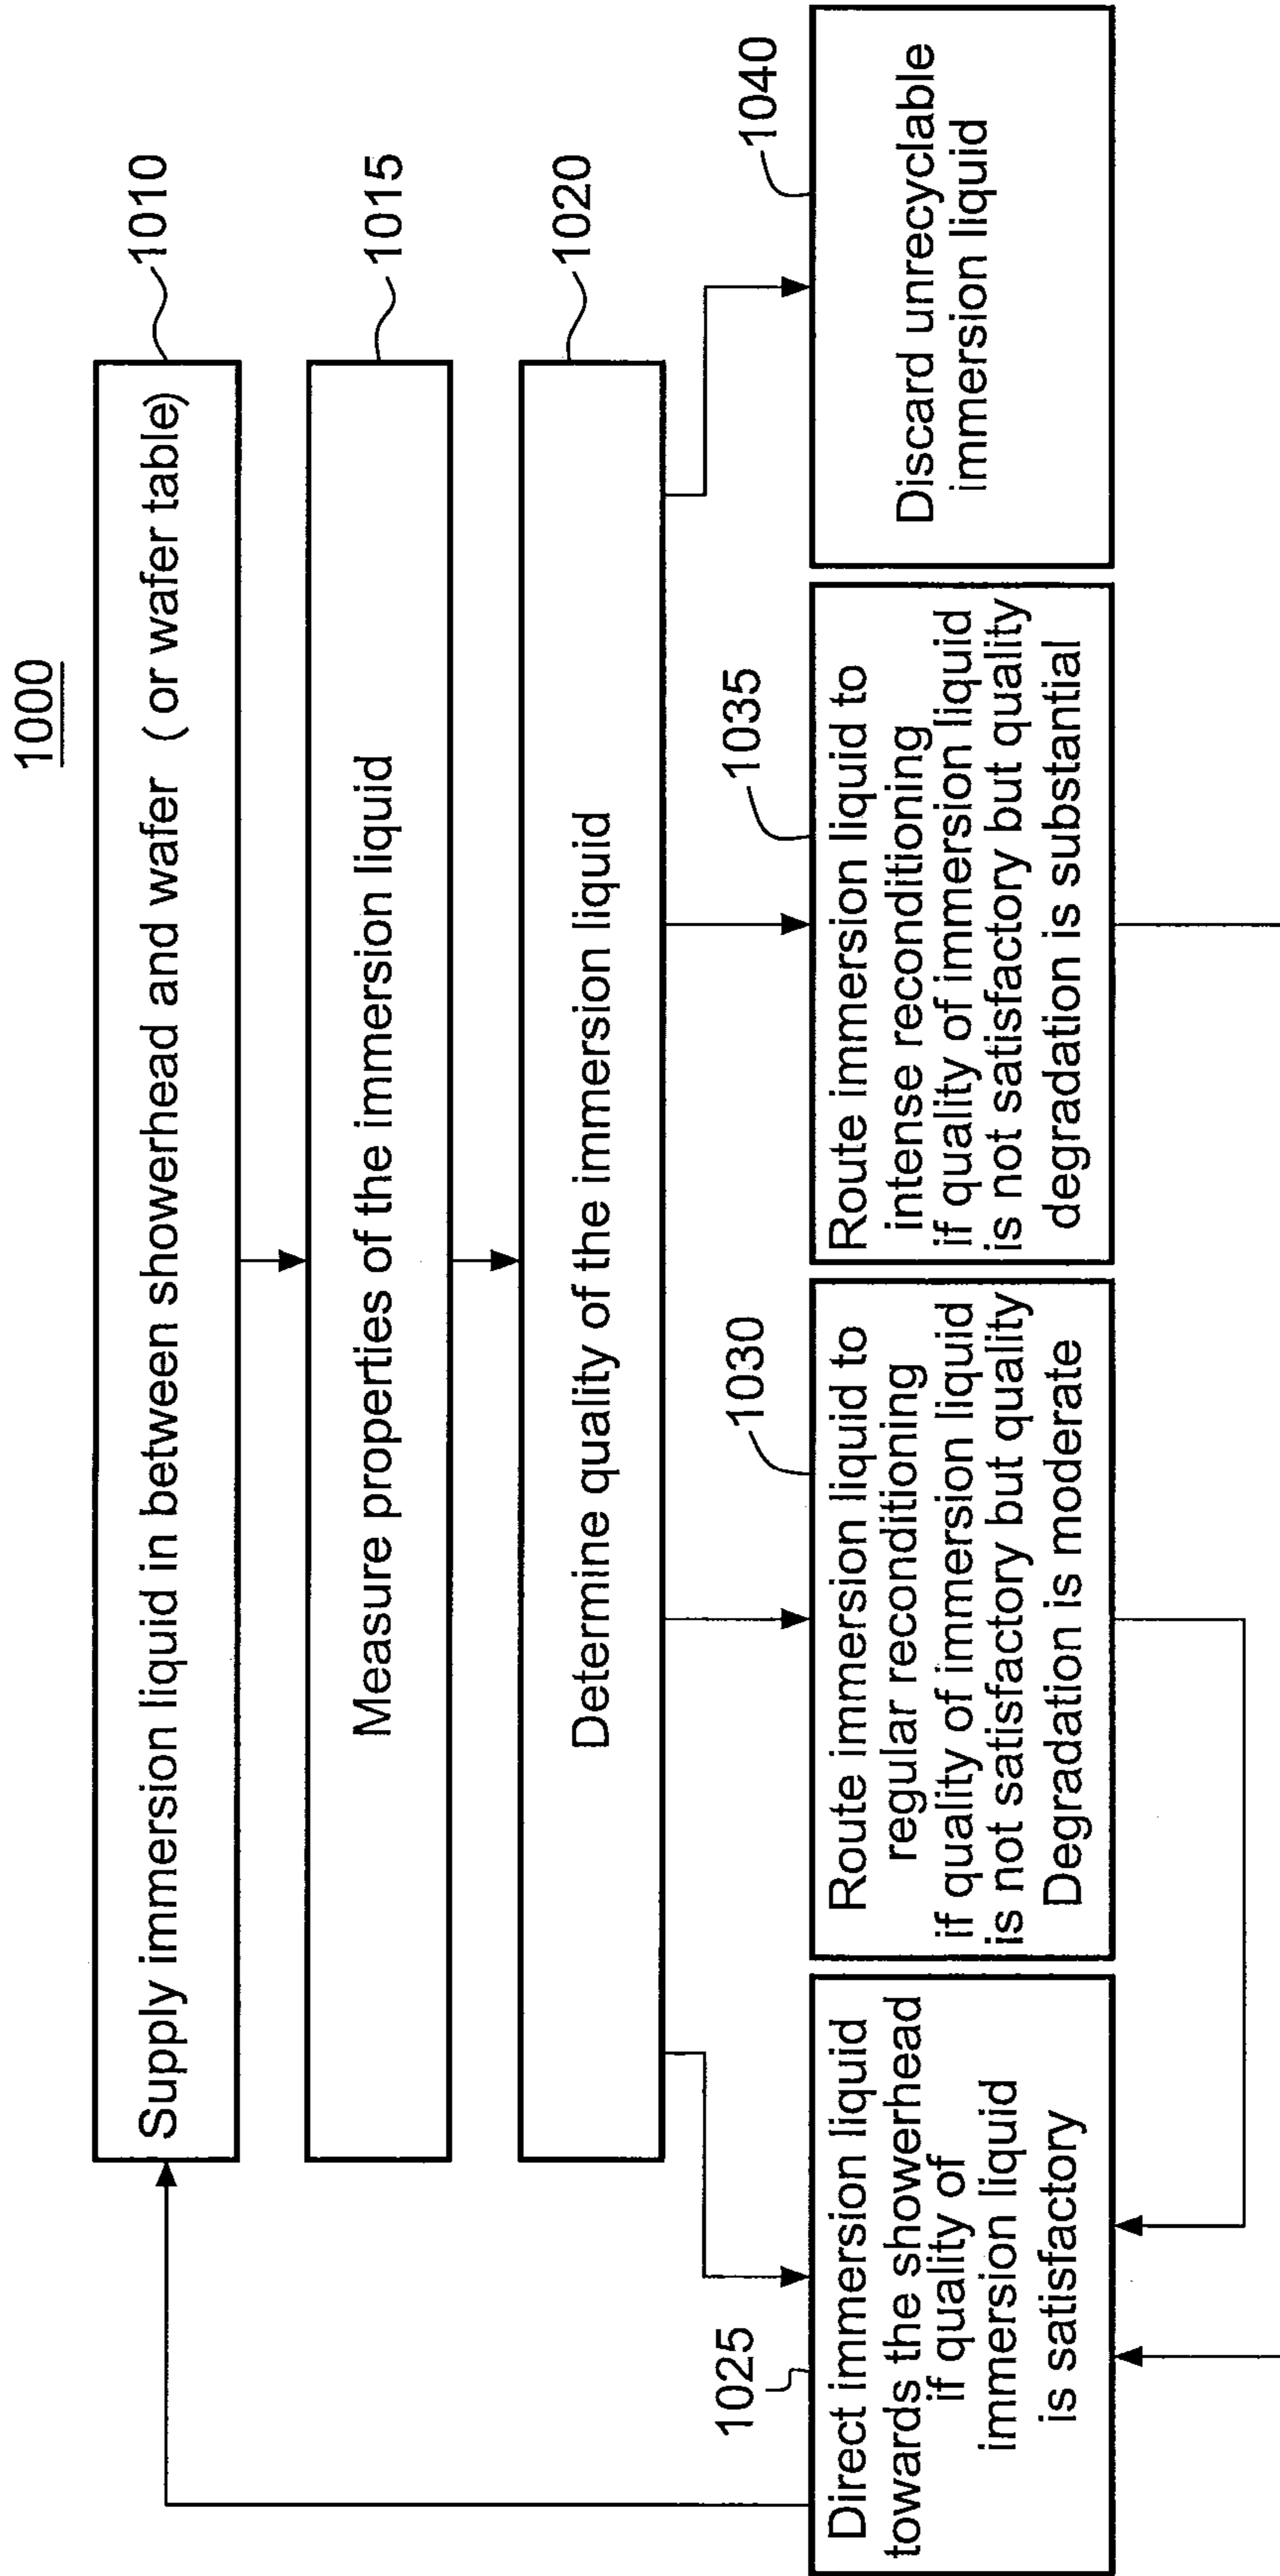 1000
Supply immersion liquid in between showerhead and wafer ( or wafer table)
1010
Measure properties of the immersion liquid
1015
Determine quality of the immersion liquid
1020
1025
Direct immersion liquid
towards the showerhead
if quality of
immersion liquid
is satisfactory
1030
Route immersion liquid to
regular reconditioning
if quality of immersion liquid
is not satisfactory but quality
Degradation is moderate
1035
Route immersion liquid to
intense reconditioning
if quality of immersion liquid
is not satisfactory but quality
degradation is substantial
1040
Discard unrecyclable
immersion liquid